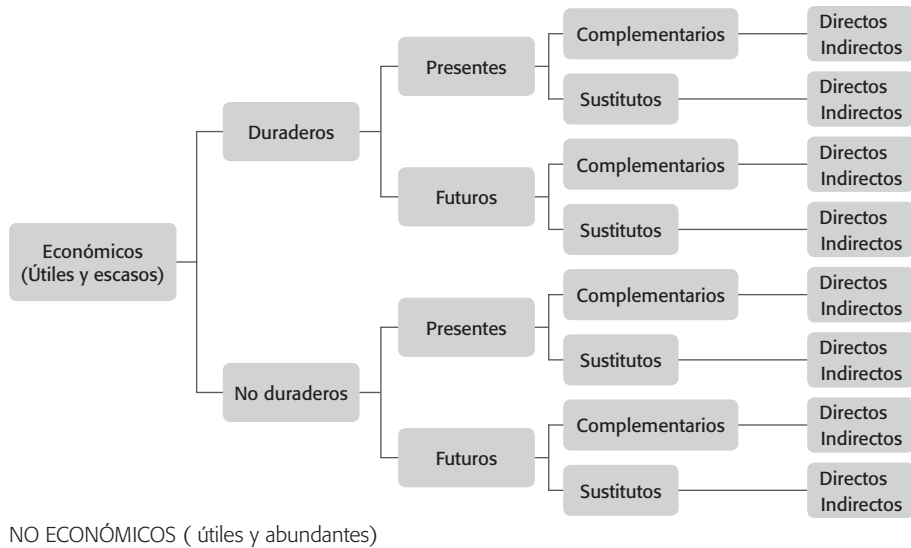 Económicos
(Útiles y escasos)
Duraderos
Presentes
Complementarios
Directos
Indirectos
Sustitutos
Directos
Indirectos
Futuros
Complementarios
Directos
Indirectos
Sustitutos
Directos
Indirectos
No duraderos
Presentes
Complementarios
Directos
Indirectos
Sustitutos
Directos
Indirectos
Futuros
Complementarios
Directos
Indirectos
Sustitutos
Directos
Indirectos
NO ECONÓMICOS ( útiles y abundantes)